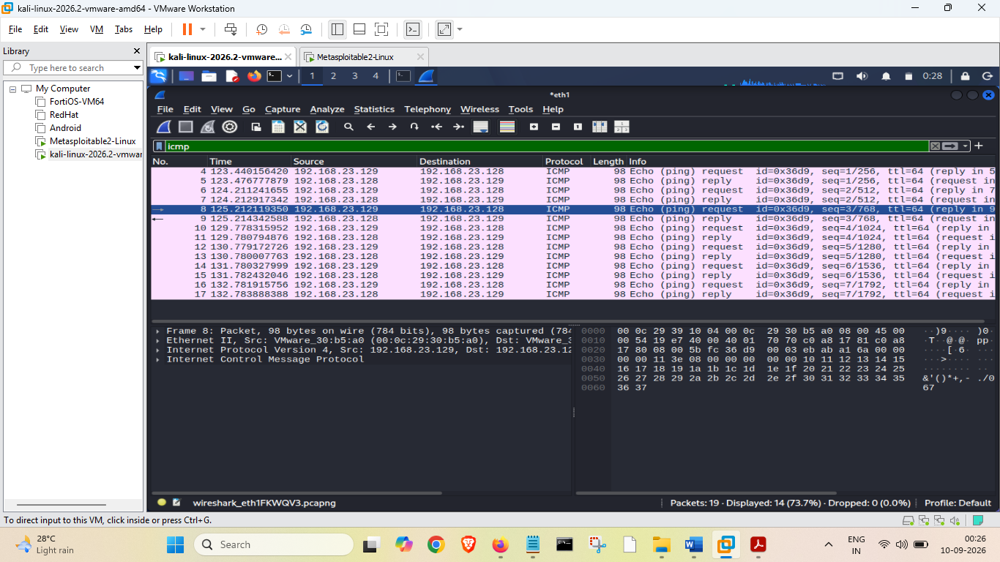 kali-linux-2026.2-vmware-amd64 - VMware Workstation
File Edit View VM Tabs Help
Library
Type here to search
My Computer
FortiOS-VM64
RedHat
Android
Metasploitable2-Linux
kali-linux-2026.2-vmwar
kali-linux-2026.2-vmware... Metasploitable2-Linux
1 2 3 4 0:28
*eth1
File Edit View Go Capture Analyze Statistics Telephony Wireless Tools Help
icmp
No. Time Source Destination Protocol Length Info
4 123.440156420 192.168.23.129 192.168.23.128 ICMP 98 Echo (ping) request id=0x36d9, seq=1/256, ttl=64 (reply in 5
5 123.476777879 192.168.23.128 192.168.23.129 ICMP 98 Echo (ping) reply id=0x36d9, seq=1/256, ttl=64 (request in
6 124.211241655 192.168.23.129 192.168.23.128 ICMP 98 Echo (ping) request id=0x36d9, seq=2/512, ttl=64 (reply in 7
7 124.212917342 192.168.23.128 192.168.23.129 ICMP 98 Echo (ping) reply id=0x36d9, seq=2/512, ttl=64 (request in
8 125.212119350 192.168.23.129 192.168.23.128 ICMP 98 Echo (ping) request id=0x36d9, seq=3/768, ttl=64 (reply in 9
9 125.214342588 192.168.23.128 192.168.23.129 ICMP 98 Echo (ping) reply id=0x36d9, seq=3/768, ttl=64 (request in
10 129.778315952 192.168.23.129 192.168.23.128 ICMP 98 Echo (ping) request id=0x36d9, seq=4/1024, ttl=64 (reply in
11 129.780794876 192.168.23.128 192.168.23.129 ICMP 98 Echo (ping) reply id=0x36d9, seq=4/1024, ttl=64 (request i
12 130.779172726 192.168.23.129 192.168.23.128 ICMP 98 Echo (ping) request id=0x36d9, seq=5/1280, ttl=64 (reply in
13 130.780007763 192.168.23.128 192.168.23.129 ICMP 98 Echo (ping) reply id=0x36d9, seq=5/1280, ttl=64 (request i
14 131.780327999 192.168.23.129 192.168.23.128 ICMP 98 Echo (ping) request id=0x36d9, seq=6/1536, ttl=64 (reply in
15 131.782432046 192.168.23.128 192.168.23.129 ICMP 98 Echo (ping) reply id=0x36d9, seq=6/1536, ttl=64 (request i
16 132.781915756 192.168.23.129 192.168.23.128 ICMP 98 Echo (ping) request id=0x36d9, seq=7/1792, ttl=64 (reply in
17 132.783888388 192.168.23.128 192.168.23.129 ICMP 98 Echo (ping) reply id=0x36d9, seq=7/1792, ttl=64 (request i
Frame 8: Packet, 98 bytes on wire (784 bits), 98 bytes captured (784
Ethernet II, Src: VMware_30:b5:a0 (00:0c:29:30:b5:a0), Dst: VMware_3
Internet Protocol Version 4, Src: 192.168.23.129, Dst: 192.168.23.12
Internet Control Message Protocol
0000 00 0c 29 39 10 04 00 0c 29 30 b5 a0 08 00 45 00 ··)9···· )0
0010 00 54 19 e7 40 00 40 01 70 70 c0 a8 17 81 c0 a8 ·T··@·@· pp
0020 17 80 08 00 5b fc 36 d9 00 03 eb ab a1 6a 00 00 ····[·6·
0030 00 00 11 3e 08 00 00 00 00 00 10 11 12 13 14 15 ···>····
0040 16 17 18 19 1a 1b 1c 1d 1e 1f 20 21 22 23 24 25
0050 26 27 28 29 2a 2b 2c 2d 2e 2f 30 31 32 33 34 35 &'()*+,- ./0
0060 36 37 67
wireshark_eth1FKWQV3.pcapng Packets: 19 · Displayed: 14 (73.7%) · Dropped: 0 (0.0%) Profile: Default
To direct input to this VM, click inside or press Ctrl+G.
28°C
Light rain
Search
ENG
IN
00:26
10-09-2026